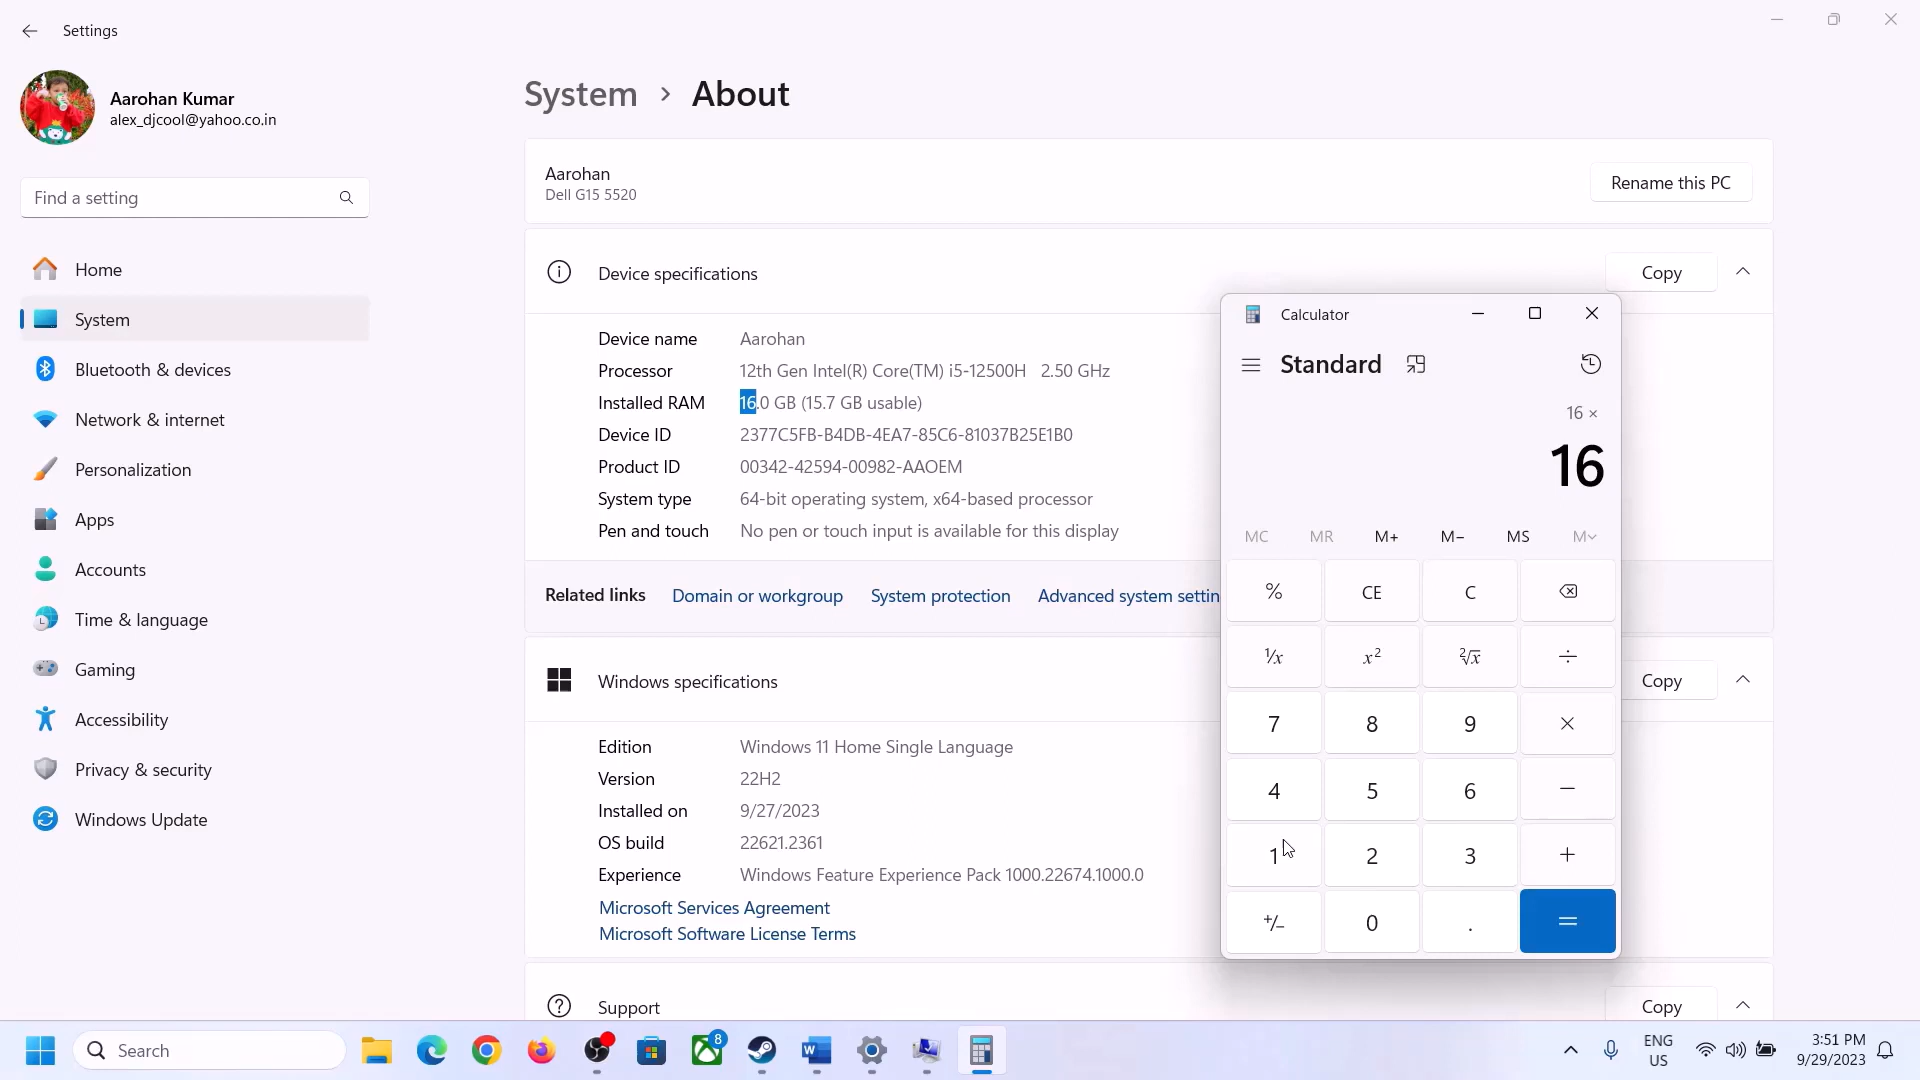 Settings
Aarohan Kumar
alex_djcool@yahoo.co.in
Find a setting
Home
System
Bluetooth & devices
Network & internet
Personalization
Apps
Accounts
Time & language
Gaming
Accessibility
Privacy & security
Windows Update
System > About
Aarohan
Dell G15 5520
Rename this PC
Device specifications
Copy
Device name Aarohan
Processor 12th Gen Intel(R) Core(TM) i5-12500H 2.50 GHz
Installed RAM 16.0 GB (15.7 GB usable)
Device ID 2377C5FB-B4DB-4EA7-85C6-81037B25E1B0
Product ID 00342-42594-00982-AAOEM
System type 64-bit operating system, x64-based processor
Pen and touch No pen or touch input is available for this display
Related links Domain or workgroup System protection Advanced system settin
Windows specifications
Copy
Edition Windows 11 Home Single Language
Version 22H2
Installed on 9/27/2023
OS build 22621.2361
Experience Windows Feature Experience Pack 1000.22674.1000.0
Microsoft Services Agreement
Microsoft Software License Terms
Support
Copy
Calculator
Standard
16 ×
16
MC MR M+ M− MS M
% CE C
¹/x x² ²√x ÷
7 8 9 ×
4 5 6 −
1 2 3 +
+/− 0 . =
Search
8
ENG
US
3:51 PM
9/29/2023